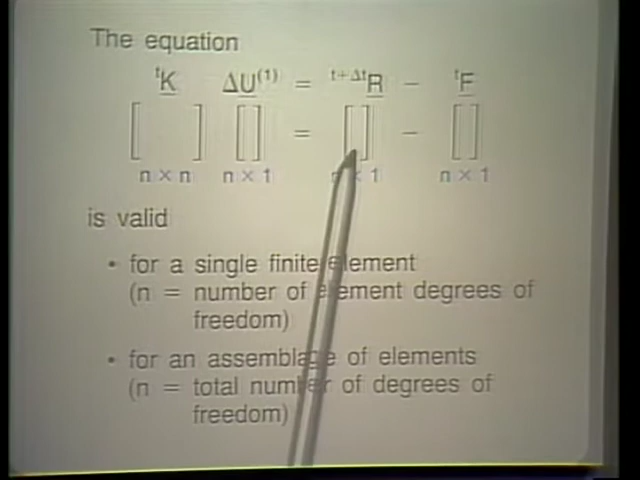 The equation
ᵗK ΔU⁽¹⁾ = ᵗ⁺ᐃᵗR − ᵗF
[ ] [ ] = [ ] − [ ]
n × n n × 1 n × 1 n × 1
is valid
• for a single finite element
(n = number of element degrees of
freedom)
• for an assemblage of elements
(n = total number of degrees of
freedom)